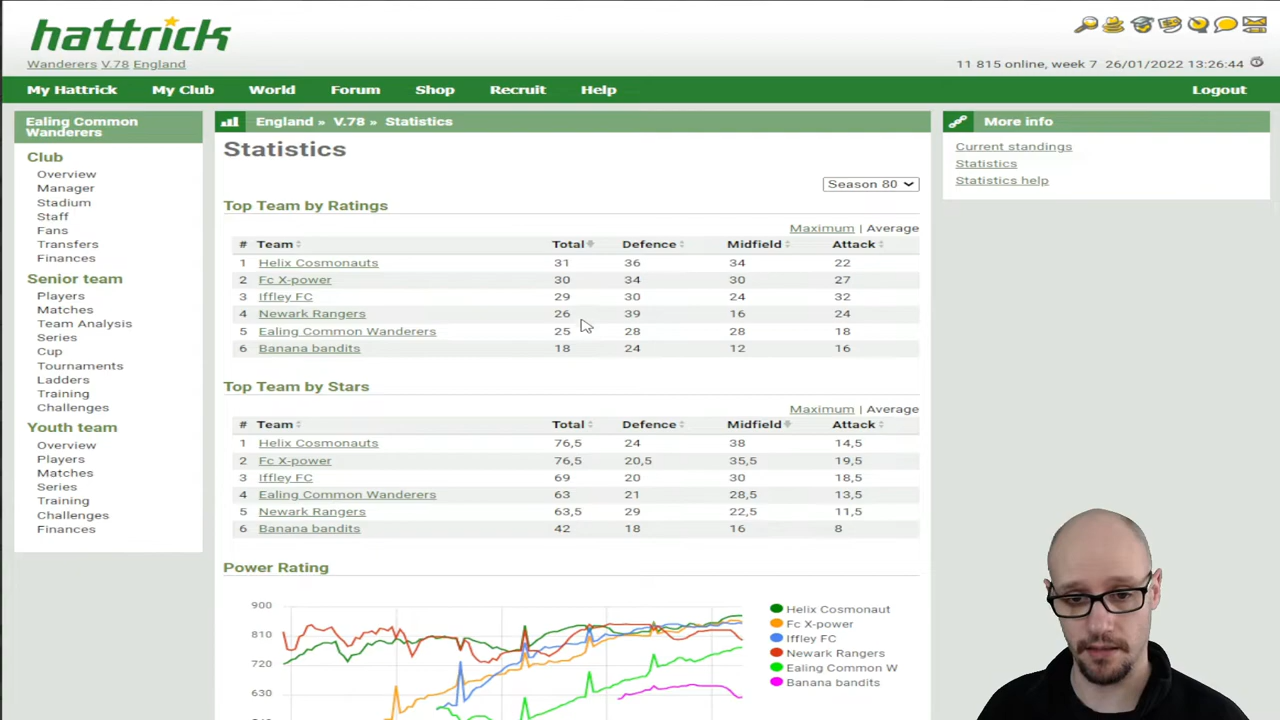 hattrick
Wanderers V.78 England
11 815 online, week 7 26/01/2022 13:26:44
My Hattrick My Club World Forum Shop Recruit Help Logout
Ealing Common
Wanderers
Club
Overview
Manager
Stadium
Staff
Fans
Transfers
Finances
Senior team
Players
Matches
Team Analysis
Series
Cup
Tournaments
Ladders
Training
Challenges
Youth team
Overview
Players
Matches
Series
Training
Challenges
Finances
England » V.78 » Statistics
Statistics
Season 80
Top Team by Ratings
Maximum | Average
# Team Total Defence Midfield Attack
1 Helix Cosmonauts 31 36 34 22
2 Fc X-power 30 34 30 27
3 Iffley FC 29 30 24 32
4 Newark Rangers 26 39 16 24
5 Ealing Common Wanderers 25 28 28 18
6 Banana bandits 18 24 12 16
Top Team by Stars
Maximum | Average
# Team Total Defence Midfield Attack
1 Helix Cosmonauts 76,5 24 38 14,5
2 Fc X-power 76,5 20,5 35,5 19,5
3 Iffley FC 69 20 30 18,5
4 Ealing Common Wanderers 63 21 28,5 13,5
5 Newark Rangers 63,5 29 22,5 11,5
6 Banana bandits 42 18 16 8
Power Rating
900
810
720
630
Helix Cosmonaut
Fc X-power
Iffley FC
Newark Rangers
Ealing Common W
Banana bandits
More info
Current standings
Statistics
Statistics help